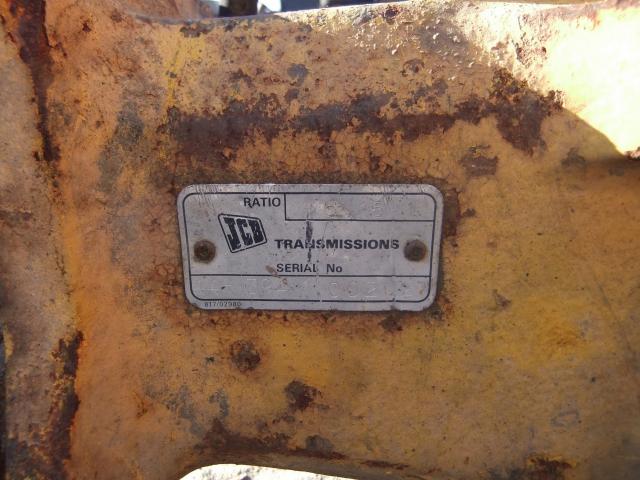 RATIO
JCB
TRANSMISSIONS
SERIAL No
817/02980